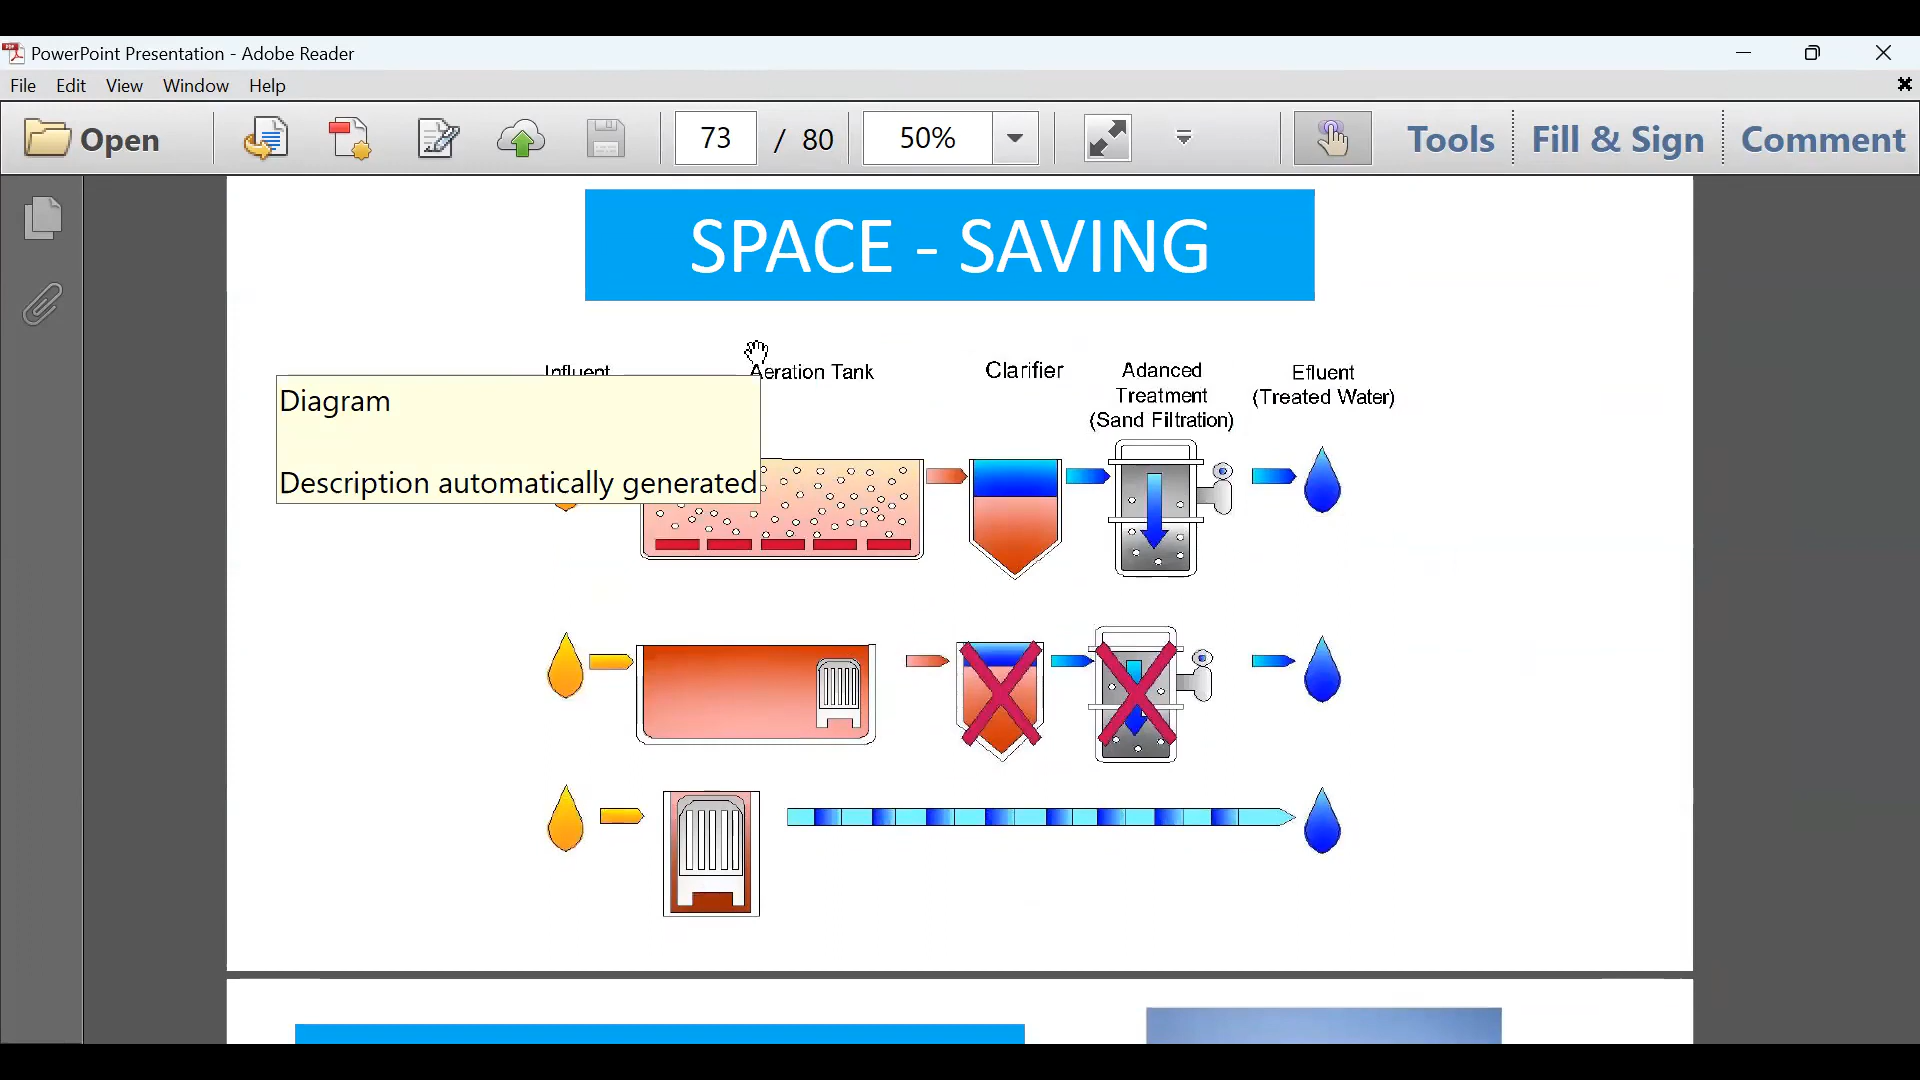 PowerPoint Presentation - Adobe Reader
File Edit View Window Help
Open 73 / 80 50% Tools Fill & Sign Comment
SPACE - SAVING
Influent Aeration Tank Clarifier Adanced Treatment (Sand Filtration) Efluent (Treated Water)
Diagram
Description automatically generated